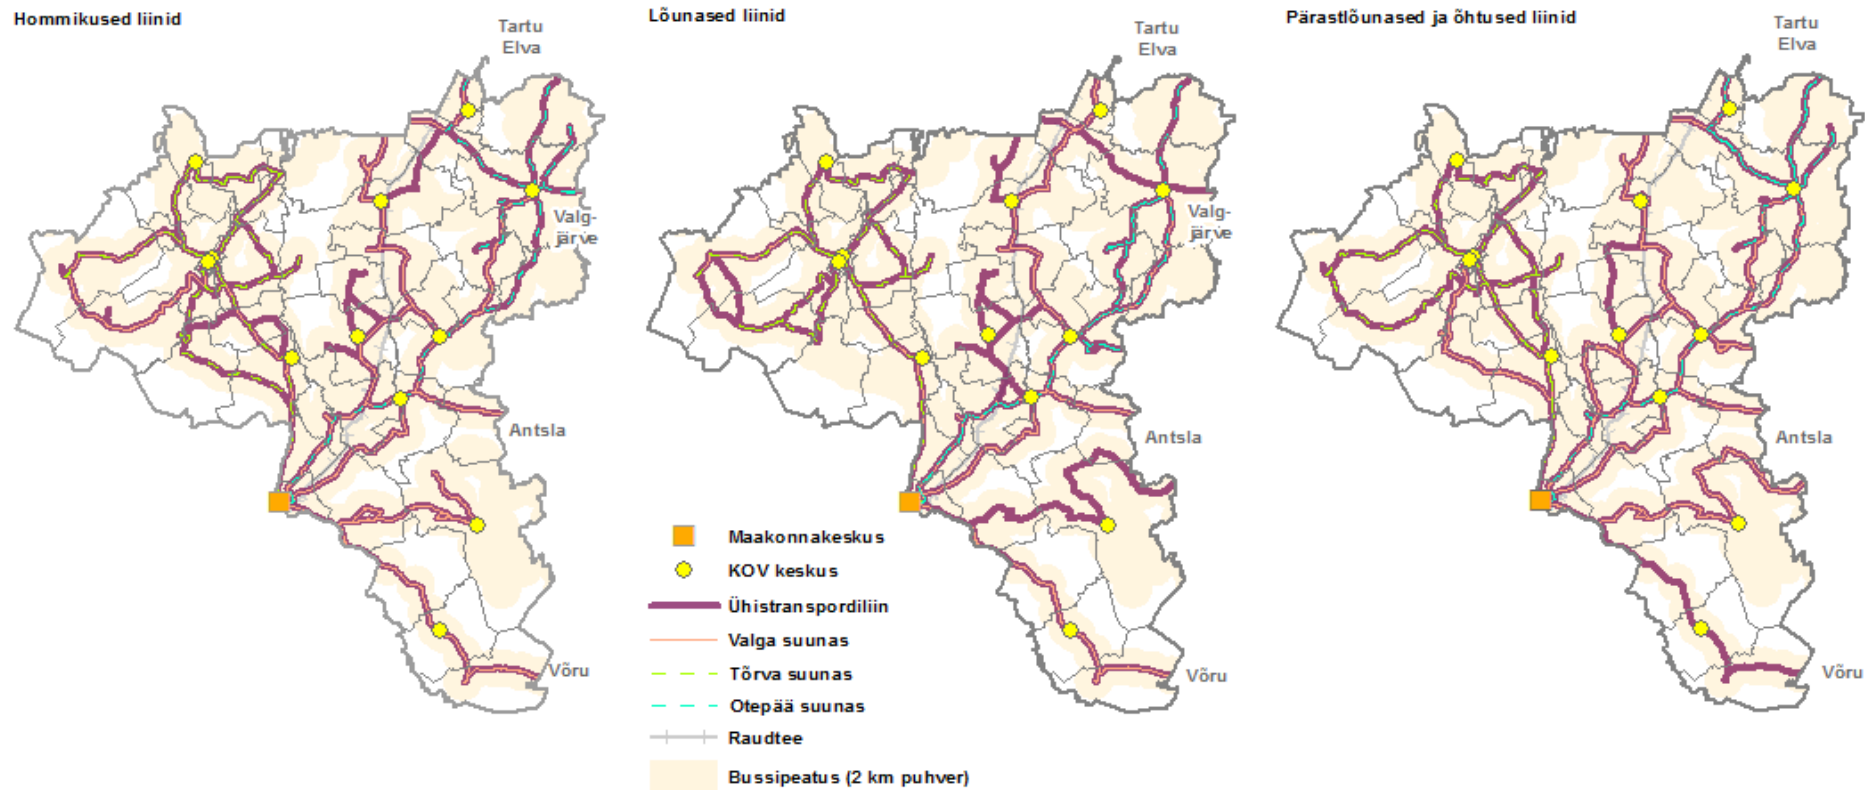 Hommikused liinid
Tartu
Elva
Valg-
järve
Antsla
Võru
Lõunased liinid
Tartu
Elva
Valg-
järve
Antsla
Võru
Maakonnakeskus
KOV keskus
Ühistranspordiliin
Valga suunas
Tõrva suunas
Otepää suunas
Raudtee
Bussipeatus (2 km puhver)
Pärastlõunased ja õhtused liinid
Tartu
Elva
Antsla
Võru